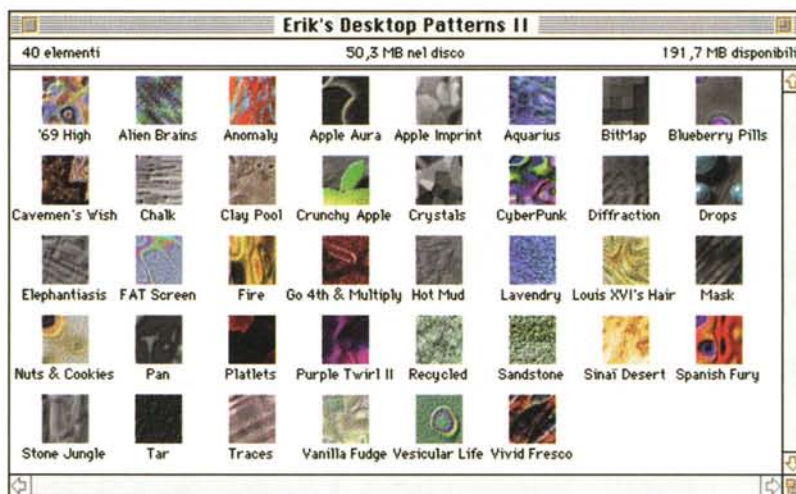 Erik's Desktop Patterns II
40 elementi 50,3 MB nel disco 191,7 MB disponibili
'69 High Alien Brains Anomaly Apple Aura Apple Imprint Aquarius BitMap Blueberry Pills
Cavemen's Wish Chalk Clay Pool Crunchy Apple Crystals CyberPunk Diffraction Drops
Elephantiasis FAT Screen Fire Go 4th & Multiply Hot Mud Lavendry Louis XVI's Hair Mask
Nuts & Cookies Pan Platlets Purple Twirl II Recycled Sandstone Sinaï Desert Spanish Fury
Stone Jungle Tar Traces Vanilla Fudge Vesicular Life Vivid Fresco